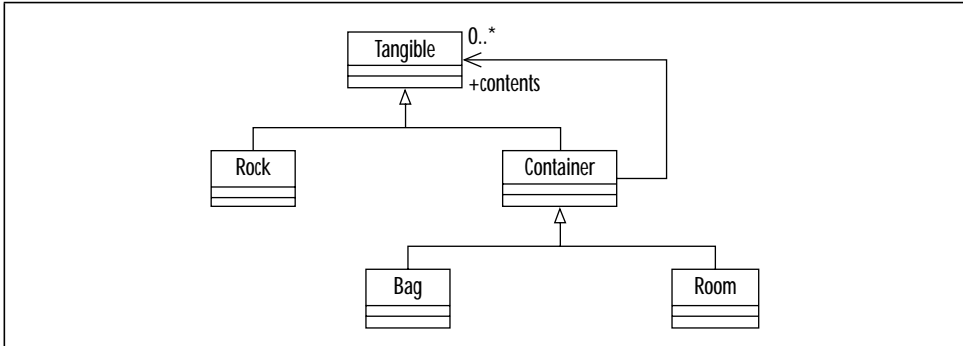 0..*
Tangible
+contents
Rock
Container
Bag
Room